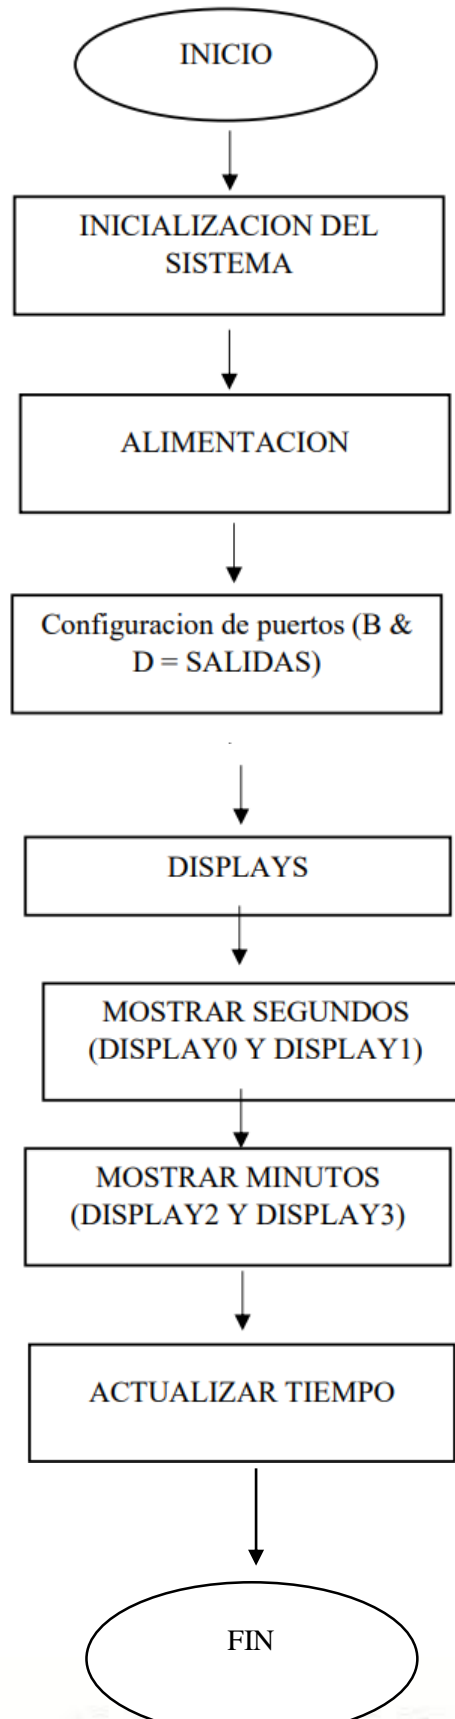 INICIO
INICIALIZACION DEL
SISTEMA
ALIMENTACION
Configuracion de puertos (B &
D = SALIDAS)
DISPLAYS
MOSTRAR SEGUNDOS
(DISPLAY0 Y DISPLAY1)
MOSTRAR MINUTOS
(DISPLAY2 Y DISPLAY3)
ACTUALIZAR TIEMPO
FIN